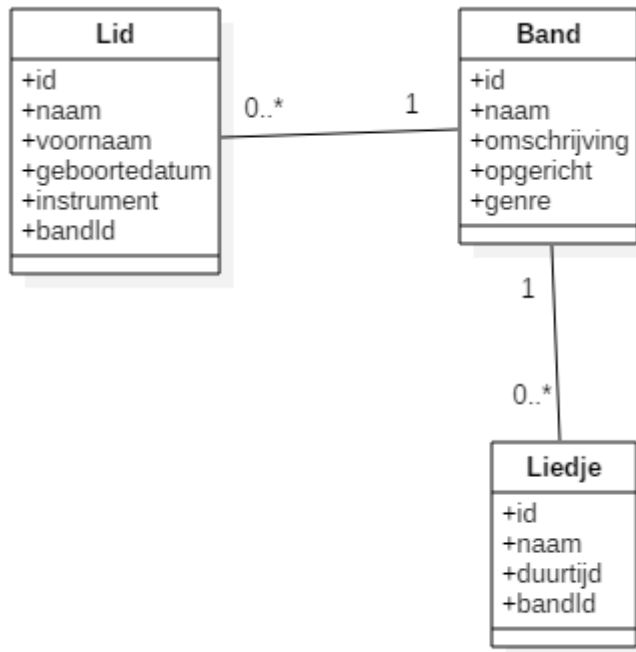 Lid
+id
+naam
+voornaam
+geboortedatum
+instrument
+bandId
0..*
1
Band
+id
+naam
+omschrijving
+opgericht
+genre
1
0..*
Liedje
+id
+naam
+duurtijd
+bandId